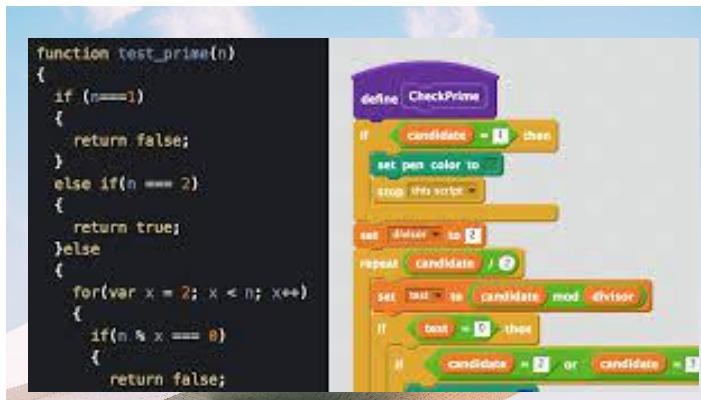 function test_prime(n)
{
if (n===1)
{
return false;
}
else if(n === 2)
{
return true;
}else
{
for(var x = 2; x < n; x++)
{
if(n % x === 0)
{
return false;
define CheckPrime
if candidate = 1 then
set pen color to
stop this script
set divisor to 2
repeat candidate / 2
set test to candidate mod divisor
if test = 0 then
if candidate = 2 or candidate =